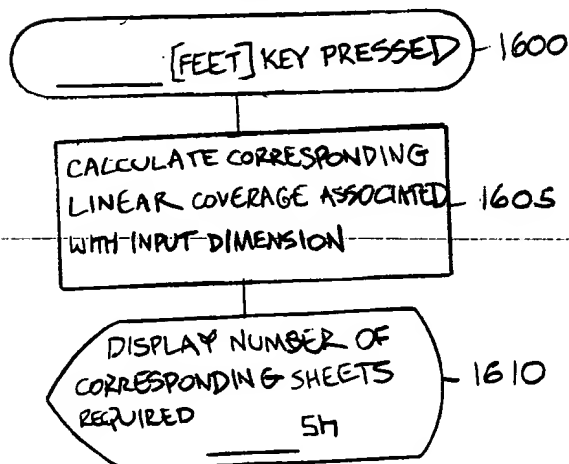 [FEET] KEY PRESSED 1600
CALCULATE CORRESPONDING
LINEAR COVERAGE ASSOCIATED 1605
WITH INPUT DIMENSION
DISPLAY NUMBER OF
CORRESPONDING SHEETS 1610
REQUIRED
Sh